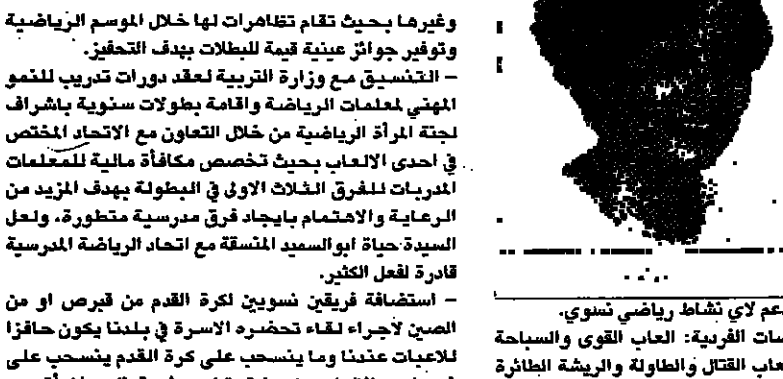 وغيرها بحيث تقام تظاهرات لها خلال الموسم الرياضية
وتوفير جوائز عينية قيمة للبطلات بهدف التحفيز.
– التنسيق مع وزارة التربية لعقد دورات تدريب للنمو
المهني لمعلمات الرياضة واقامة بطولات سنوية باشراف
لجنة المرأة الرياضية من خلال التعاون مع الاتحاد المختص
في احدى الالعاب بحيث تخصص مكافأة مالية للمعلمات
المدربات للفرق الثلاث الاولى في البطولة بهدف المزيد من
الرعاية والاهتمام بايجاد فرق مدرسية متطورة، ولعل
السيدة حياة ابو السميد المنسقة مع اتحاد الرياضة المدرسية
قادرة لفعل الكثير.
– استضافة فريقين نسويين لكرة القدم من قبرص او من
الصين لاجراء لقاء تحضره الاسرة في بلدنا يكون حافزا
للاعبات عندنا وما ينسحب على كرة القدم ينسحب على
دعم لاي نشاط رياضي نسوي.
القردية: العاب القوى والسباحة
القتال والطاولة والريشة الطائرة